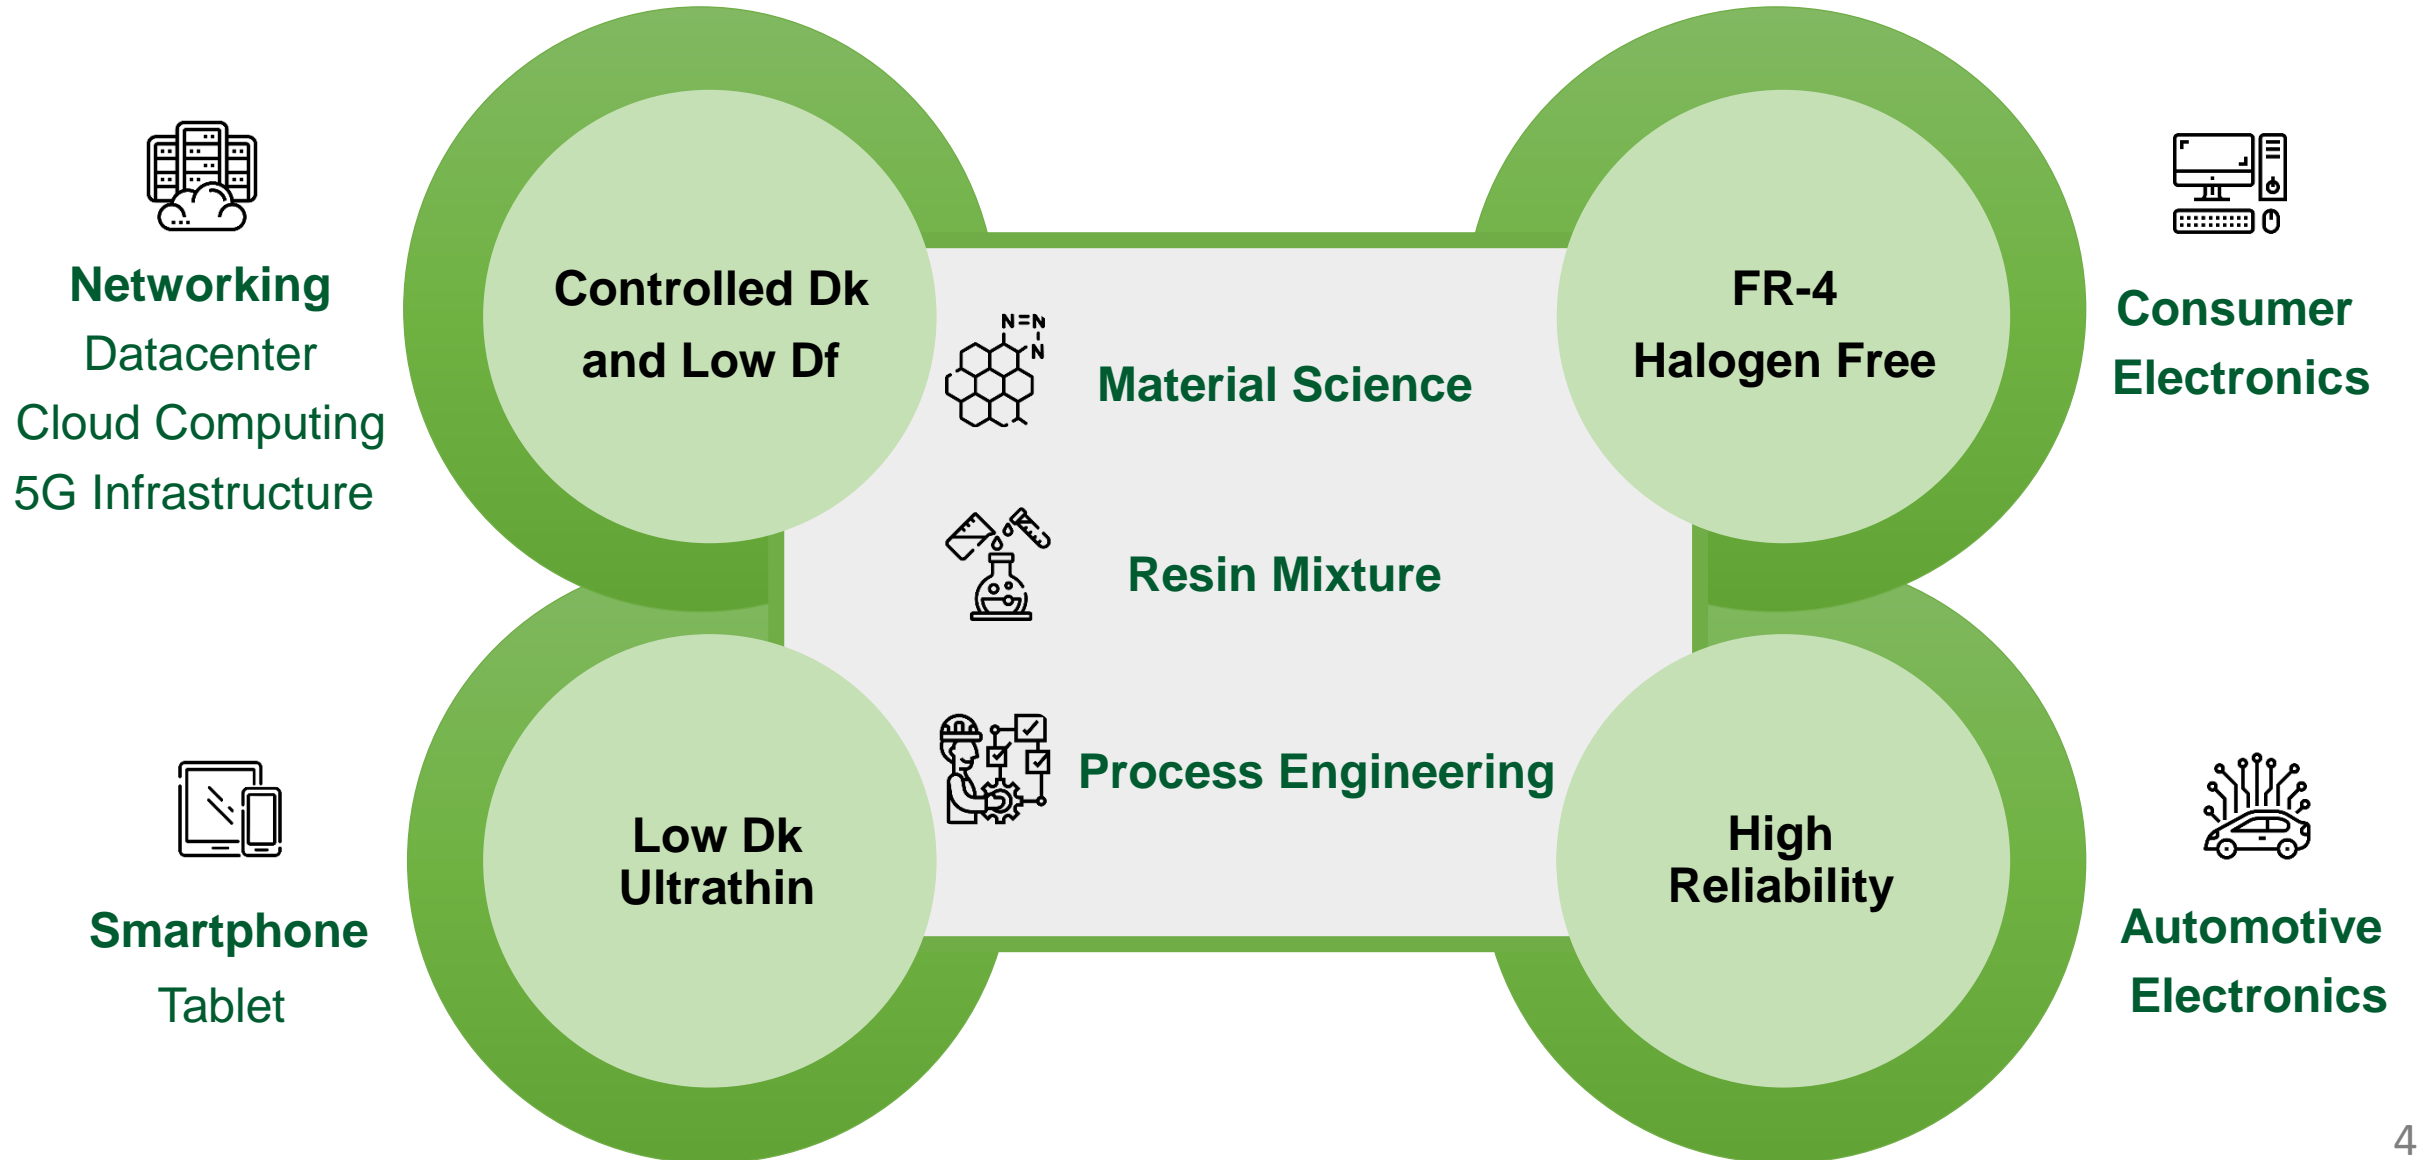 Networking
Datacenter
Cloud Computing
5G Infrastructure
Controlled Dk
and Low Df
FR-4
Halogen Free
Consumer
Electronics
N=N
N
Material Science
Resin Mixture
Process Engineering
Smartphone
Tablet
Low Dk
Ultrathin
High
Reliability
Automotive
Electronics
4